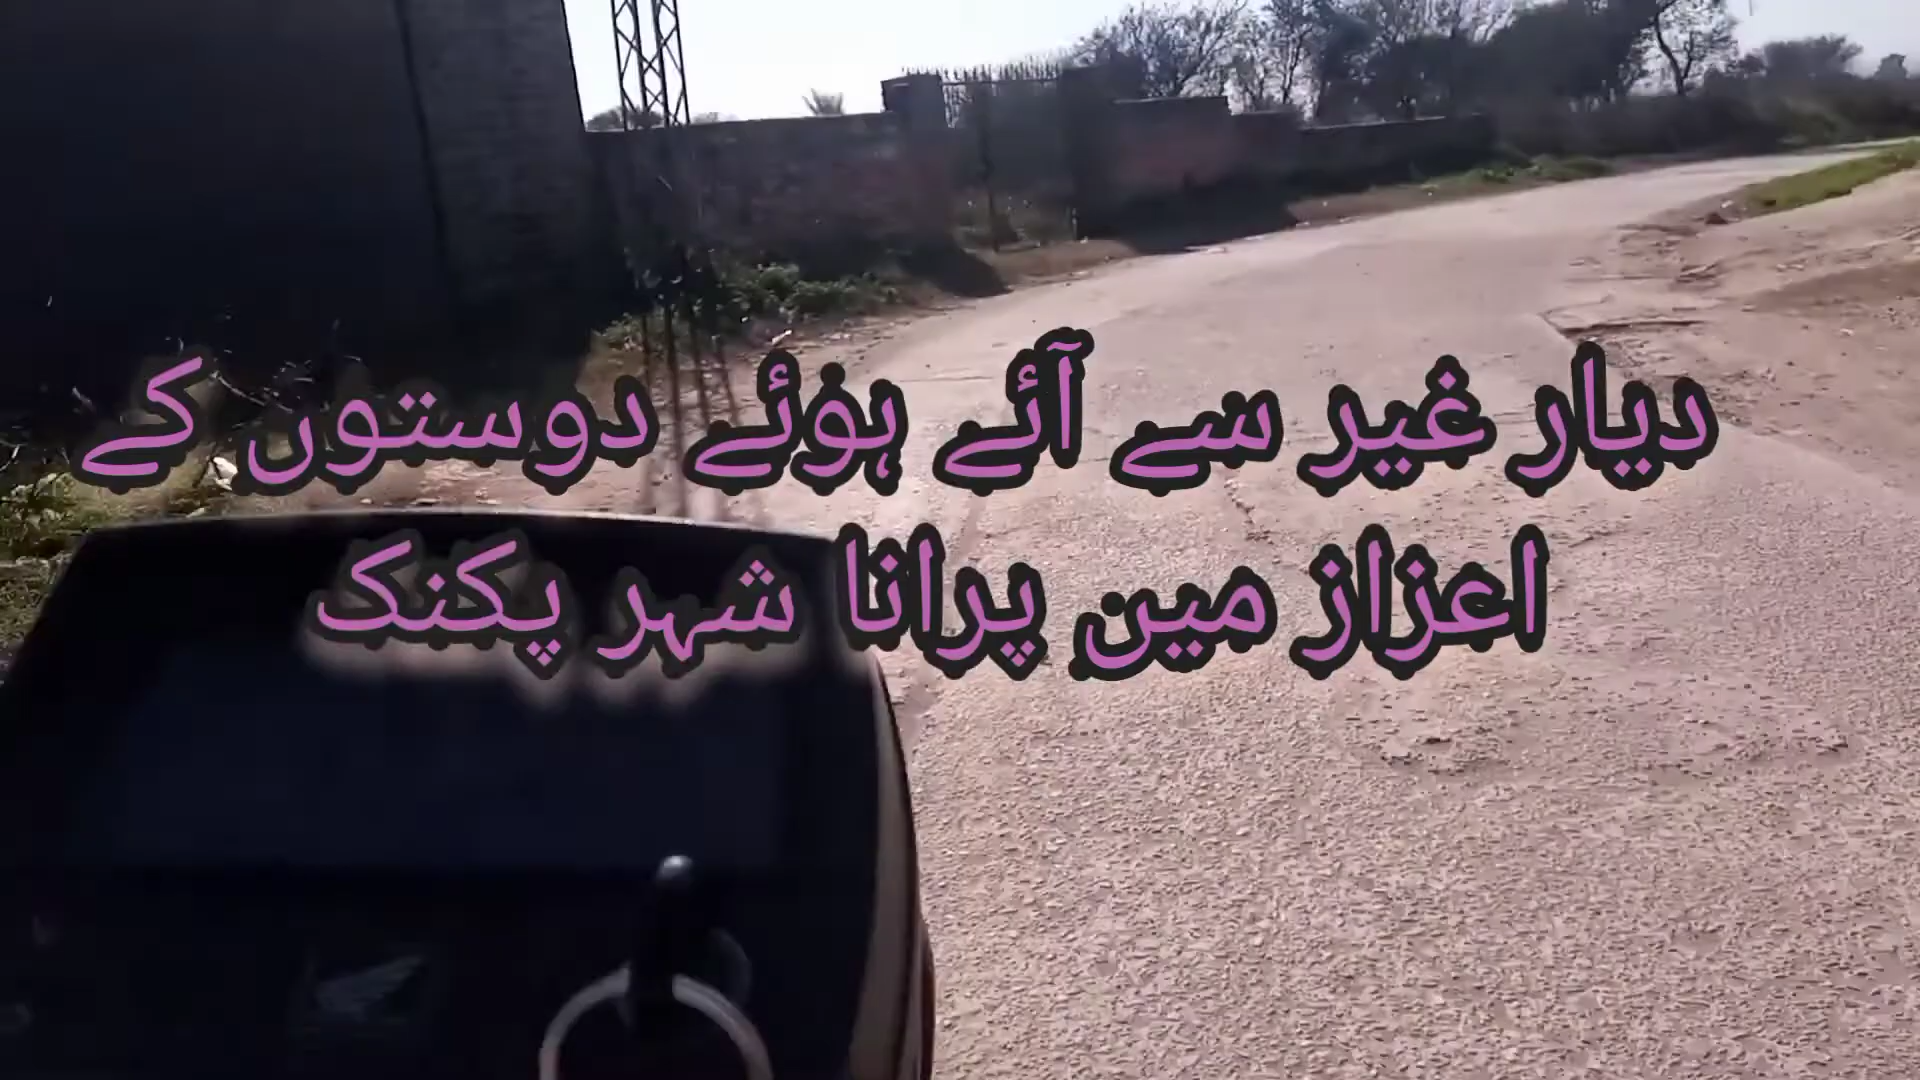 دیار غیر سے آئے ہوئے دوستوں کے
اعزاز مین پرانا شہر پکنک